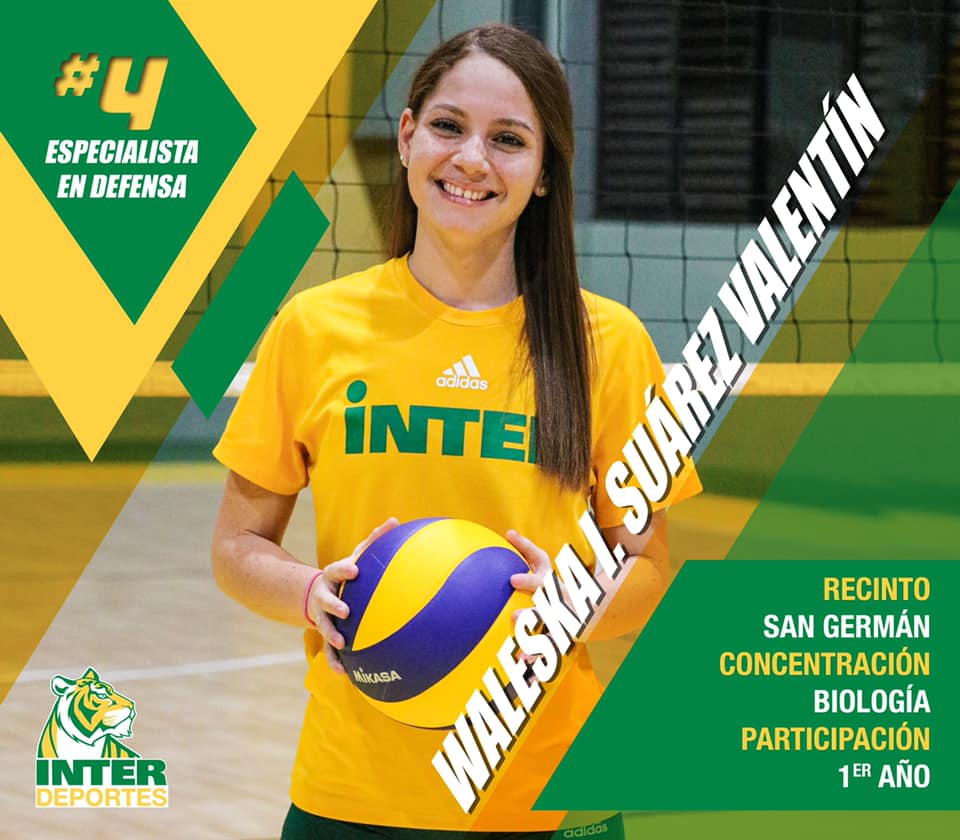 #4
ESPECIALISTA
EN DEFENSA
adidas
INTE
WALESKA I. SUÁREZ VALENTÍN
MIKASA
RECINTO
SAN GERMÁN
CONCENTRACIÓN
BIOLOGÍA
PARTICIPACIÓN
1ER AÑO
INTER
DEPORTES
adidas